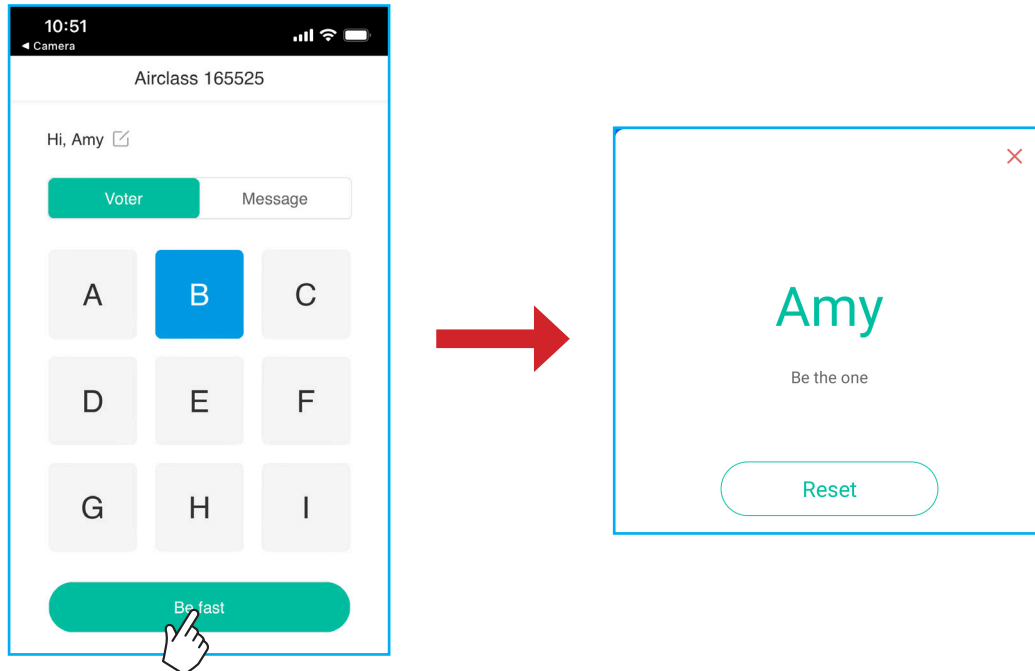 10:51
◄ Camera
Airclass 165525
Hi, Amy
Voter Message
A B C
D E F
G H I
Be fast
Amy
Be the one
Reset